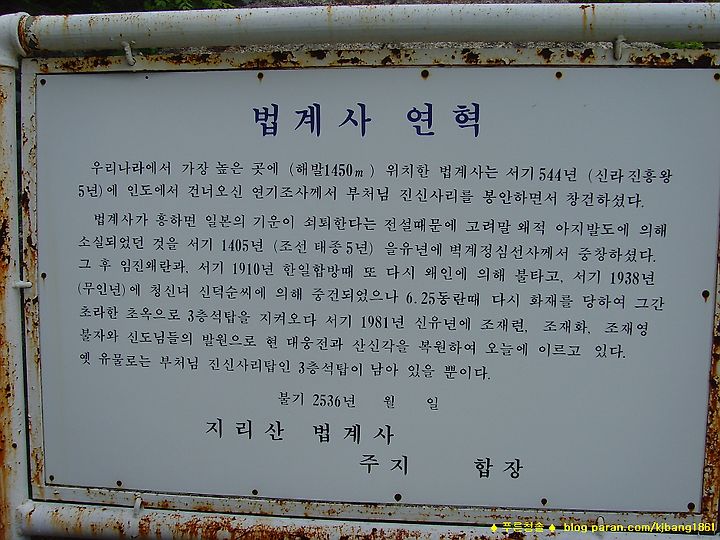 법계사 연혁
우리나라에서 가장 높은 곳에 (해발1450m) 위치한 법계사는 서기 544년 (신라 진흥왕
5년)에 인도에서 건너오신 연기조사께서 부처님 진신사리를 봉안하면서 창건하셨다.
법계사가 흥하면 일본의 기운이 쇠퇴한다는 전설때문에 고려말 왜적 아지발도에 의해
소실되었던 것을 서기 1405년 (조선 태종 5년) 을유년에 벽계정심선사께서 중창하셨다.
그 후 임진왜란과, 서기 1910년 한일합방때 또 다시 왜인에 의해 불타고, 서기 1938년
(무인년)에 청신녀 신덕순씨에 의해 중건되었으나 6.25동란때 다시 화재를 당하여 그간
초라한 초옥으로 3층석탑을 지켜오다 서기 1981년 신유년에 조재련, 조재화, 조재영
불자와 신도님들의 발원으로 현 대웅전과 산신각을 복원하여 오늘에 이르고 있다.
옛 유물로는 부처님 진신사리탑인 3층석탑이 남아 있을 뿐이다.
불기 2536년 월 일
지리산 법계사
주지 합장
♠ 푸른청솔 ♠ blog.paran.com/kjbang1861